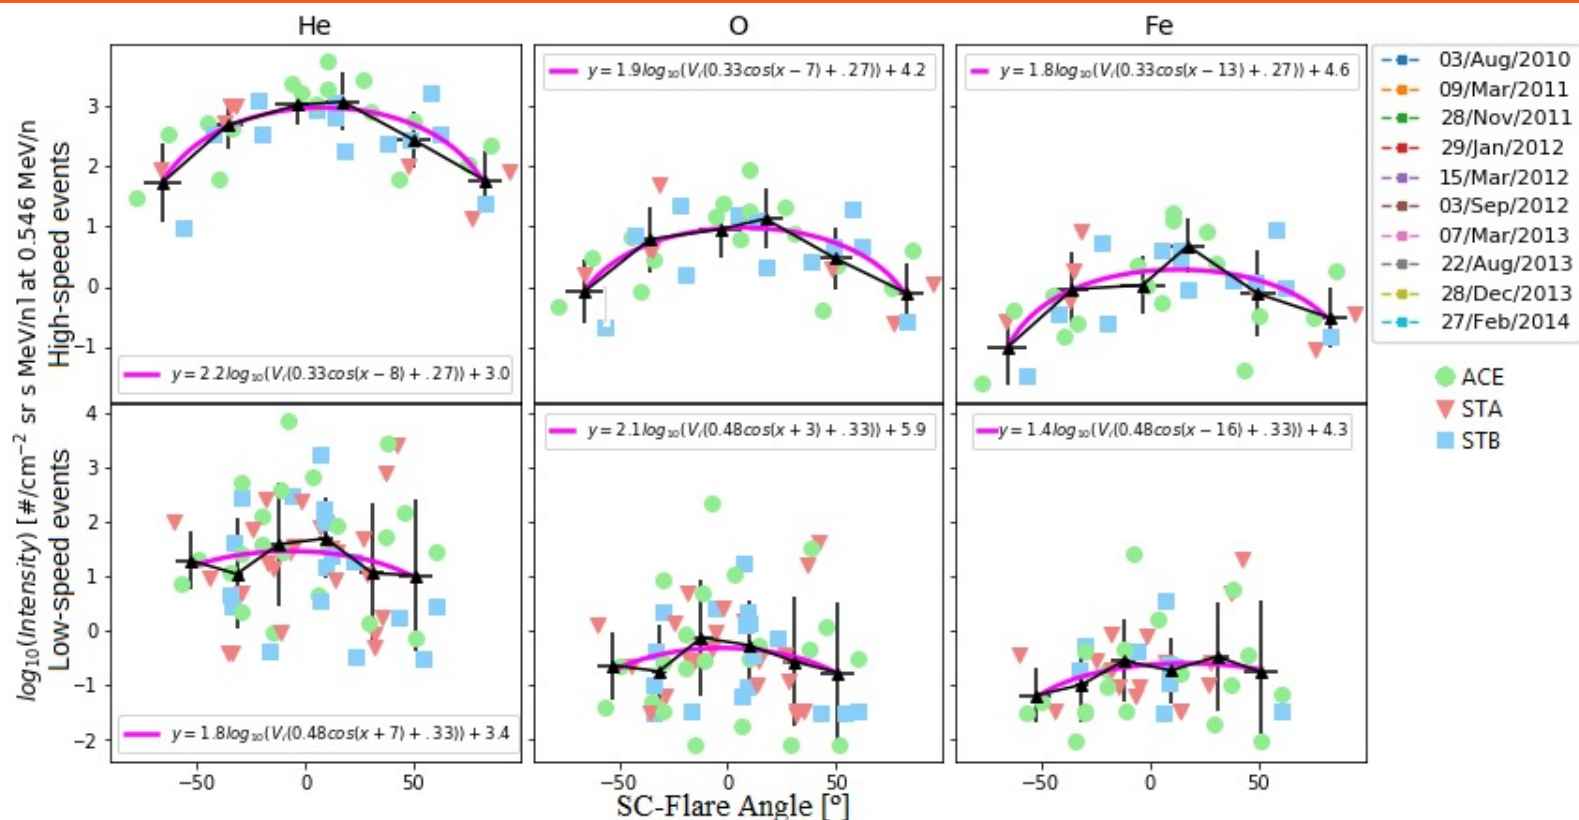 He
O
Fe
log₁₀(Intensity) [#/cm⁻² sr s MeV/n] at 0.546 MeV/n
High-speed events
Low-speed events
3
2
1
0
−1
y = 2.2log₁₀(Vᵢ(0.33cos(x − 8) + .27)) + 3.0
y = 1.9log₁₀(Vᵢ(0.33cos(x − 7) + .27)) + 4.2
y = 1.8log₁₀(Vᵢ(0.33cos(x − 13) + .27)) + 4.6
4
3
2
1
0
−1
−2
y = 1.8log₁₀(Vᵢ(0.48cos(x + 7) + .33)) + 3.4
y = 2.1log₁₀(Vᵢ(0.48cos(x + 3) + .33)) + 5.9
y = 1.4log₁₀(Vᵢ(0.48cos(x − 16) + .33)) + 4.3
−50 0 50
−50 0 50
−50 0 50
SC-Flare Angle [º]
03/Aug/2010
09/Mar/2011
28/Nov/2011
29/Jan/2012
15/Mar/2012
03/Sep/2012
07/Mar/2013
22/Aug/2013
28/Dec/2013
27/Feb/2014
ACE
STA
STB